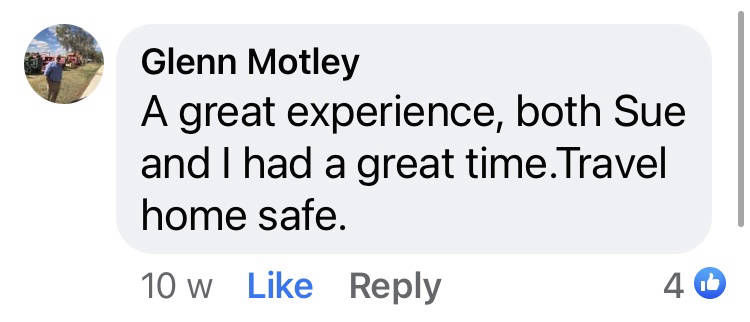 Glenn Motley
A great experience, both Sue
and I had a great time.Travel
home safe.
10 w Like Reply 4